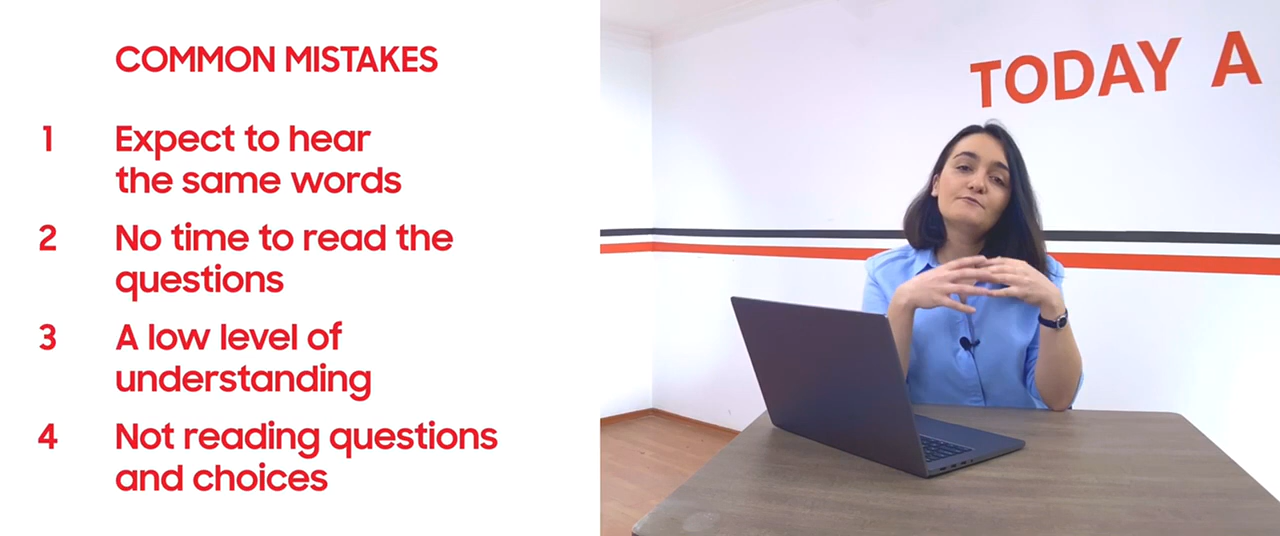 COMMON MISTAKES
1 Expect to hear
the same words
2 No time to read the
questions
3 A low level of
understanding
4 Not reading questions
and choices
TODAY A